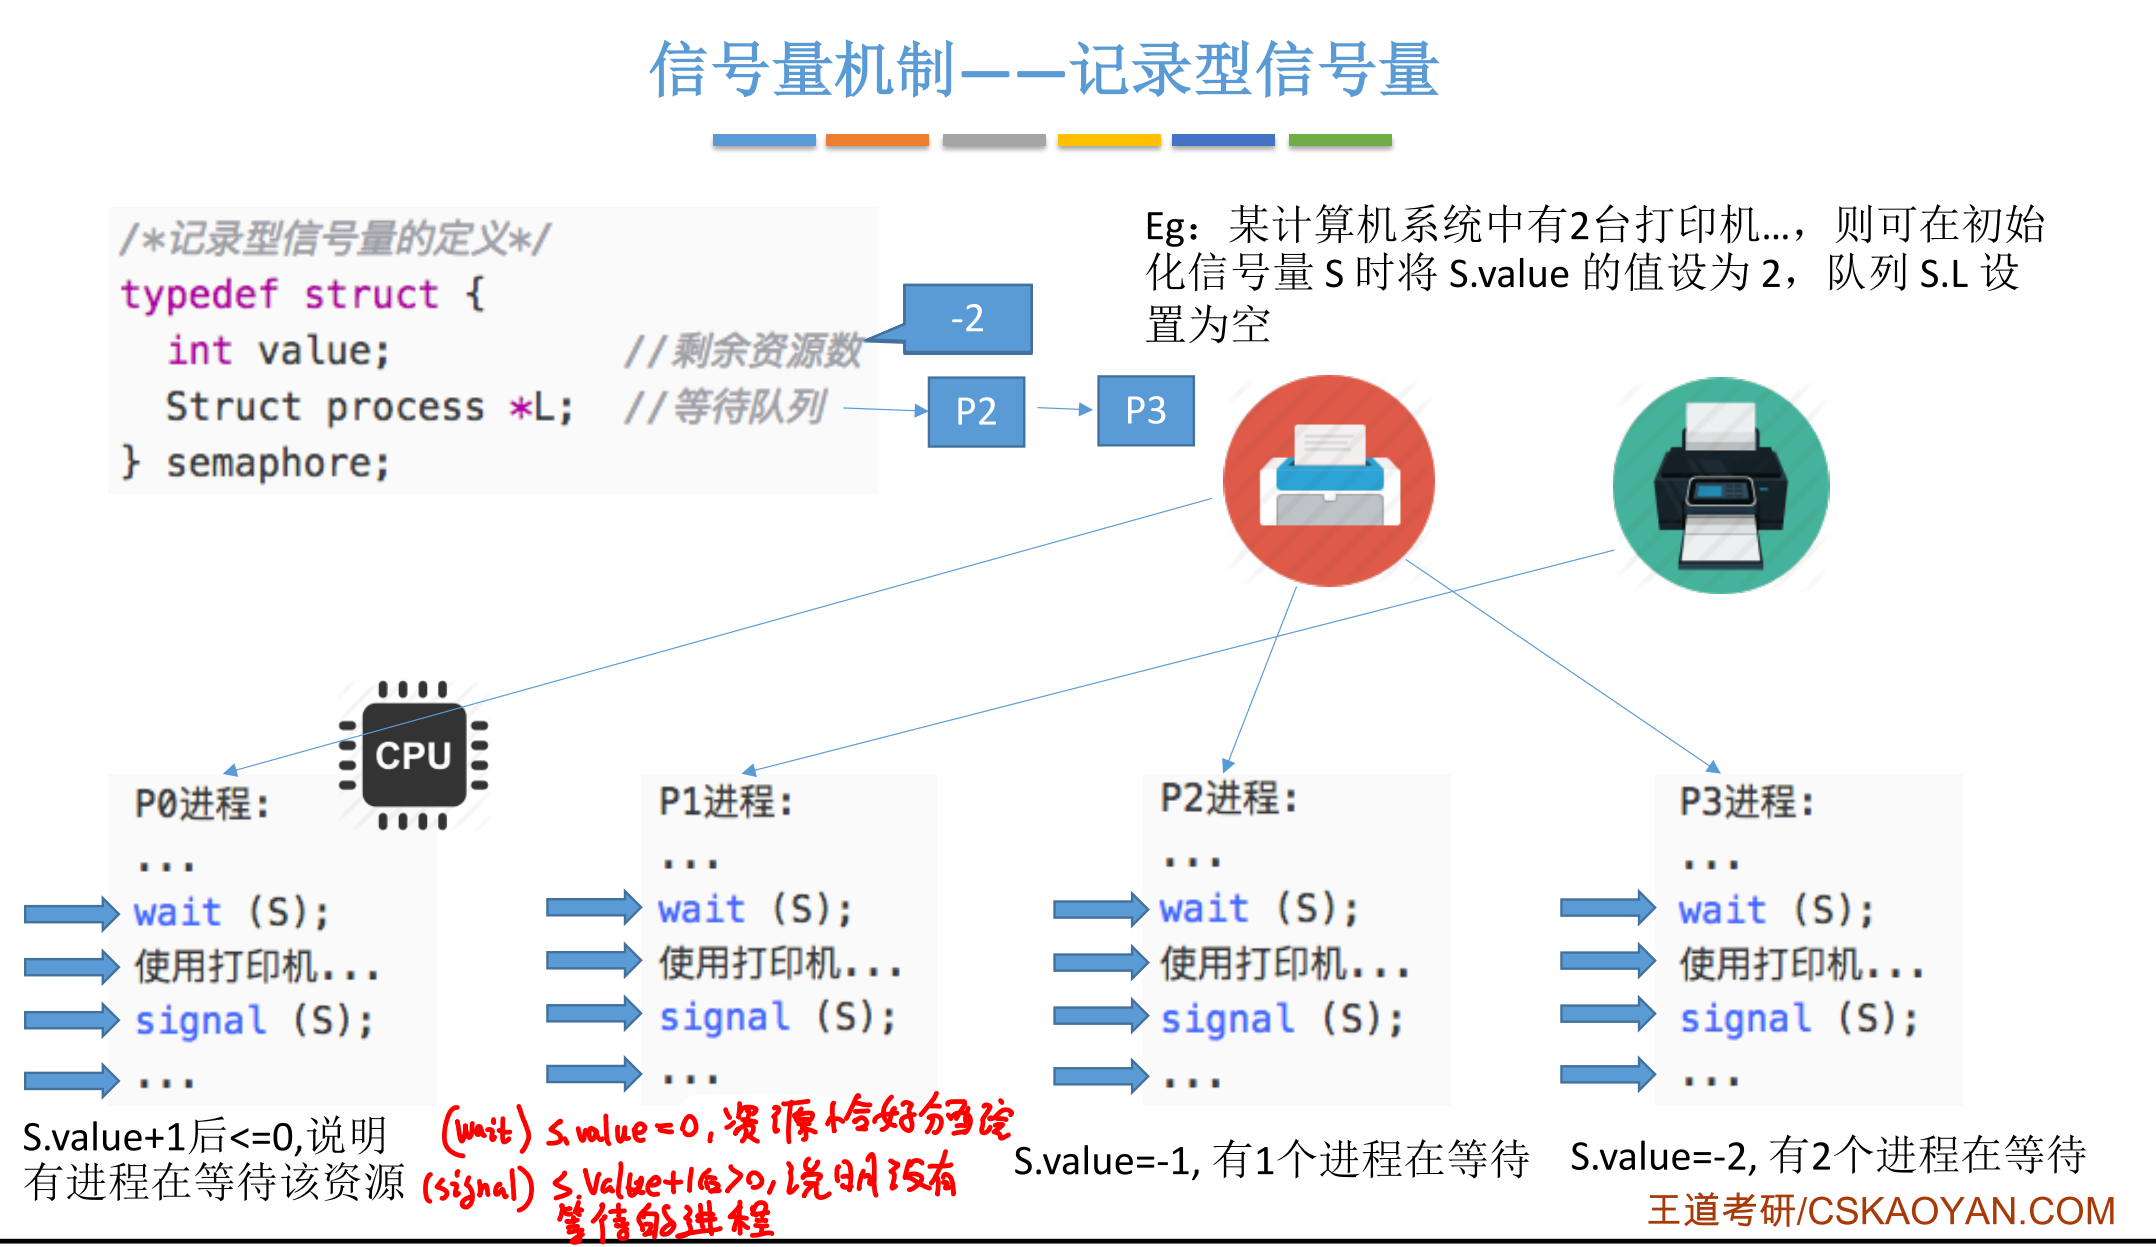 信号量机制——记录型信号量
/*记录型信号量的定义*/
typedef struct {
int value; //剩余资源数
Struct process *L; //等待队列
} semaphore;
-2
P2
P3
Eg：某计算机系统中有2台打印机...，则可在初始
化信号量 S 时将 S.value 的值设为 2，队列 S.L 设
置为空
CPU
P0进程:
...
wait (S);
使用打印机...
signal (S);
...
P1进程:
...
wait (S);
使用打印机...
signal (S);
...
P2进程:
...
wait (S);
使用打印机...
signal (S);
...
P3进程:
...
wait (S);
使用打印机...
signal (S);
...
S.value+1后<=0,说明
有进程在等待该资源
(wait) s.value=0,资源恰好分配完
(signal) s.value+1后>0,说明没有
等待的进程
S.value=-1, 有1个进程在等待
S.value=-2, 有2个进程在等待
王道考研/CSKAOYAN.COM